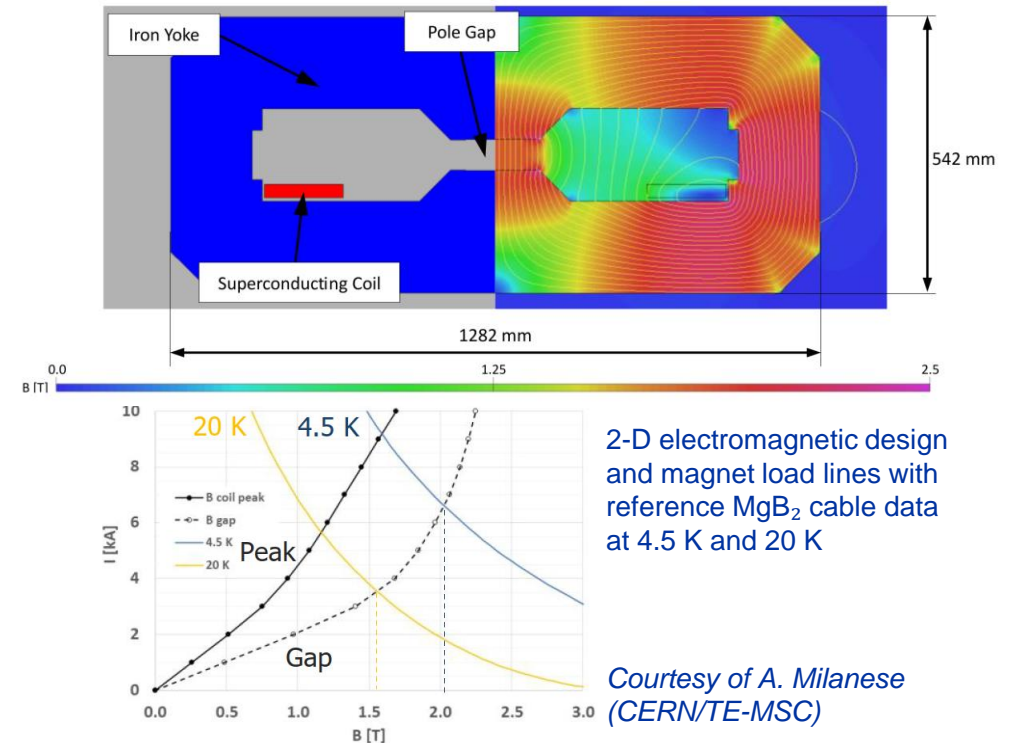 Iron Yoke
Pole Gap
Superconducting Coil
542 mm
1282 mm
0.0
1.25
2.5
B [T]
10
8
6
4
2
0
I [kA]
20 K
4.5 K
B coil peak
B gap
4.5 K
20 K
Peak
Gap
0.0
0.5
1.0
1.5
2.0
2.5
3.0
B [T]
2-D electromagnetic design
and magnet load lines with
reference MgB₂ cable data
at 4.5 K and 20 K
Courtesy of A. Milanese
(CERN/TE-MSC)